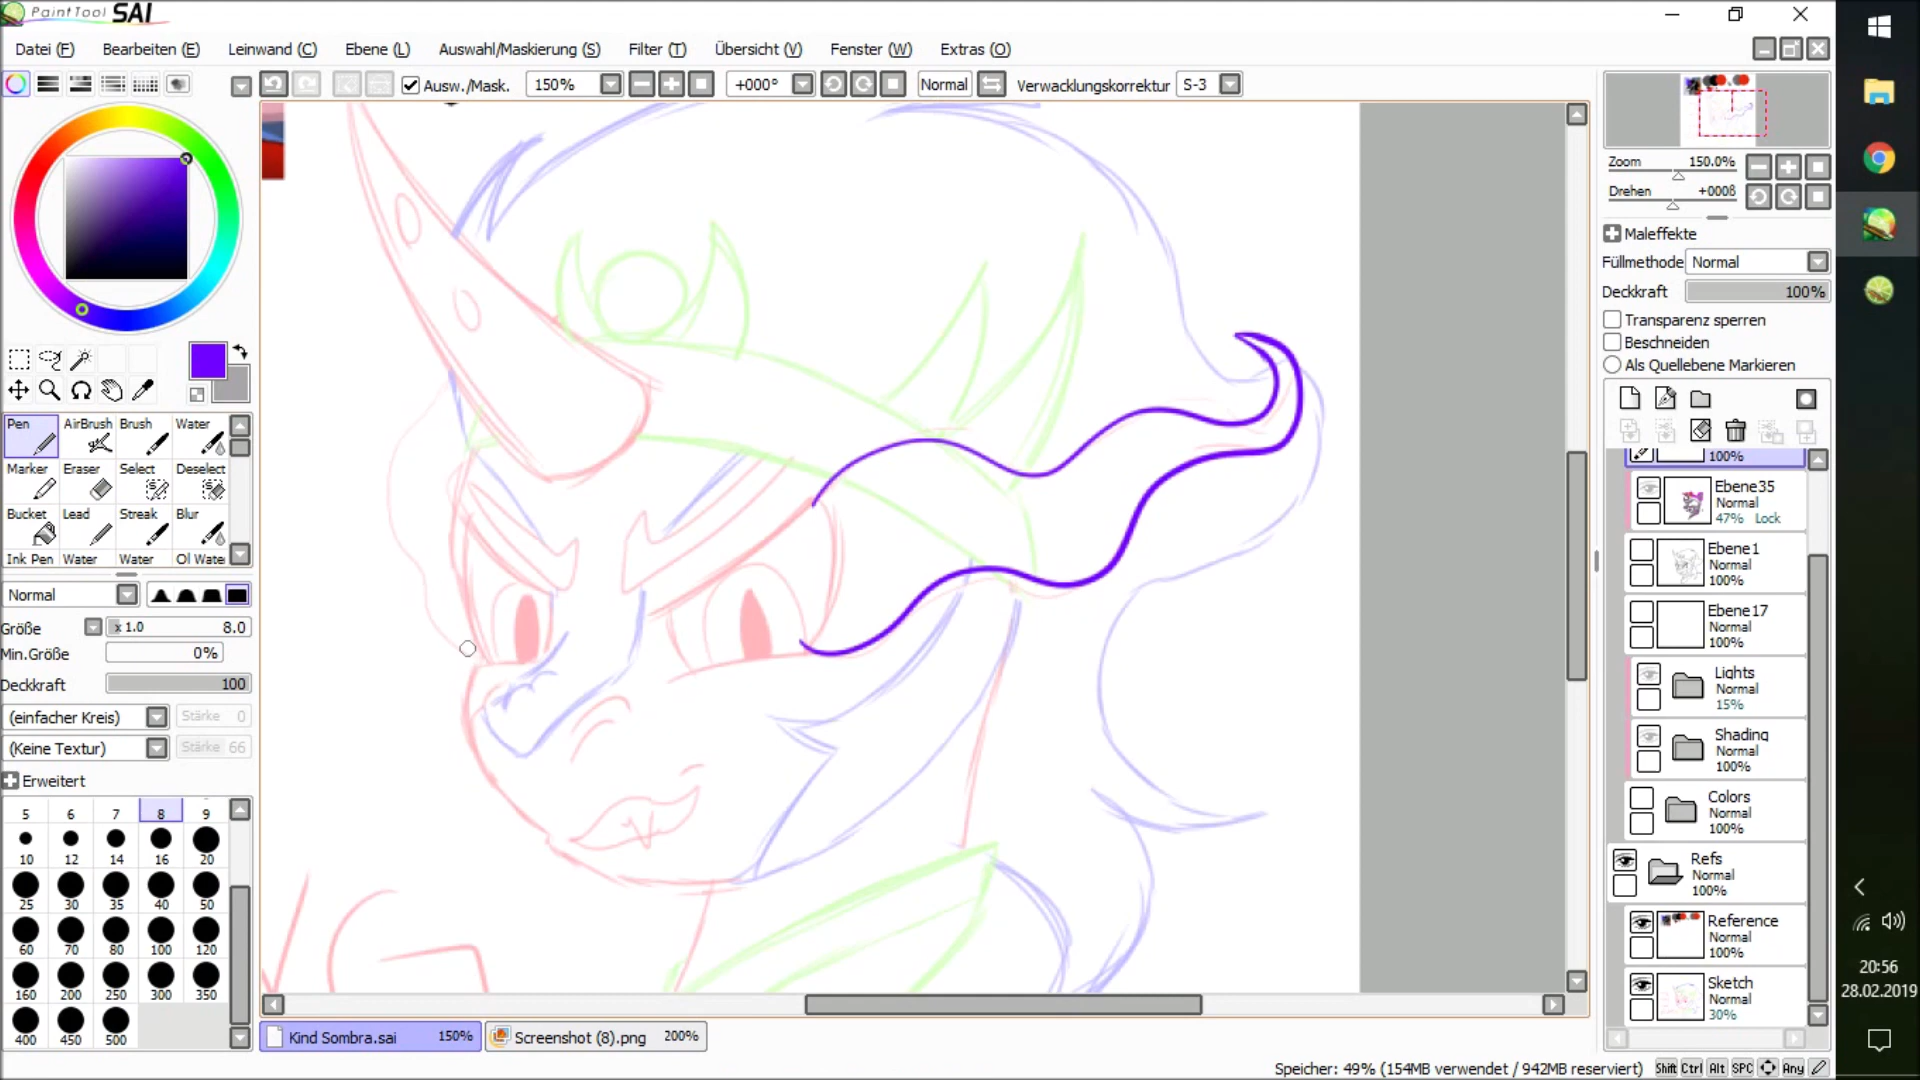 PaintTool SAI
Datei (F) Bearbeiten (E) Leinwand (C) Ebene (L) Auswahl/Maskierung (S) Filter (T) Übersicht (V) Fenster (W) Extras (O)
Ausw./Mask. 150% +000° Normal Verwacklungskorrektur S-3
Zoom 150.0%
Drehen +000ß
Maleffekte
Füllmethode Normal
Deckkraft 100%
Transparenz sperren
Beschneiden
Als Quellebene Markieren
Pen AirBrush Brush Water
Marker Eraser Select Deselect
Bucket Lead Streak Blur
Ink Pen Water Water Ol Wate
Normal
Größe x 1.0 8.0
Min.Größe 0%
Deckkraft 100
(einfacher Kreis) Stärke 0
(Keine Textur) Stärke 66
Erweitert
5 6 7 8 9
10 12 14 16 20
25 30 35 40 50
60 70 80 100 120
160 200 250 300 350
400 450 500
100%
Ebene35
Normal
47% Lock
Ebene1
Normal
100%
Ebene17
Normal
100%
Lights
Normal
15%
Shading
Normal
100%
Colors
Normal
100%
Refs
Normal
100%
Reference
Normal
100%
Sketch
Normal
30%
Kind Sombra.sai 150% Screenshot (8).png 200%
Speicher: 49% (154MB verwendet / 942MB reserviert) Shift Ctrl Alt SPC Any
20:56
28.02.2019